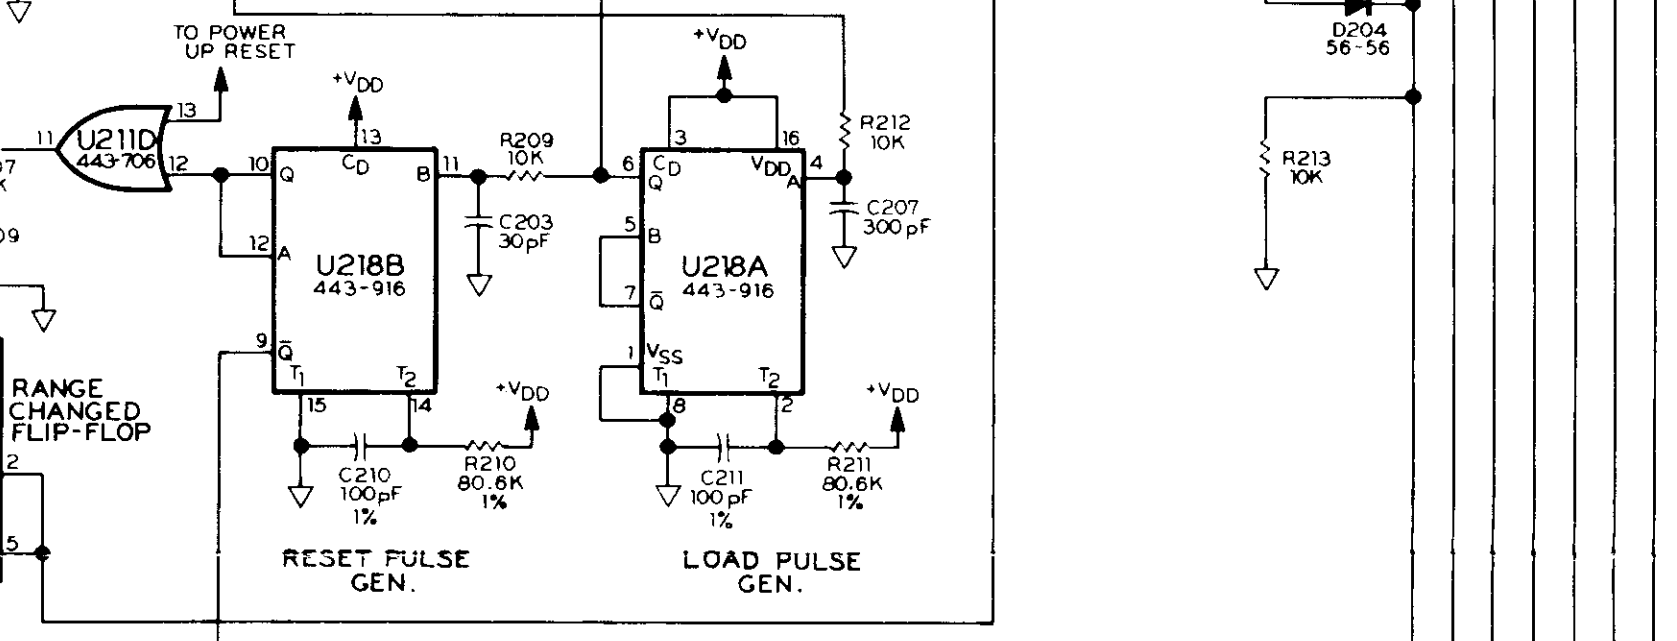 TO POWER
UP RESET
13
11
U211D
443-706
12
+VDD
13
10
Q
CD
B
11
12
A
U218B
443-916
9
Q̅
T1
T2
15
14
R209
10K
C203
30pF
+VDD
C210
100pF
1%
R210
80.6K
1%
RESET PULSE
GEN.
+VDD
3
16
6
CD
VDD
4
Q
A
5
B
U218A
443-916
7
Q̅
1
VSS
T1
T2
8
2
R212
10K
C207
300pF
+VDD
C211
100pF
1%
R211
80.6K
1%
LOAD PULSE
GEN.
D204
56-56
R213
10K
RANGE
CHANGED
FLIP-FLOP
2
5